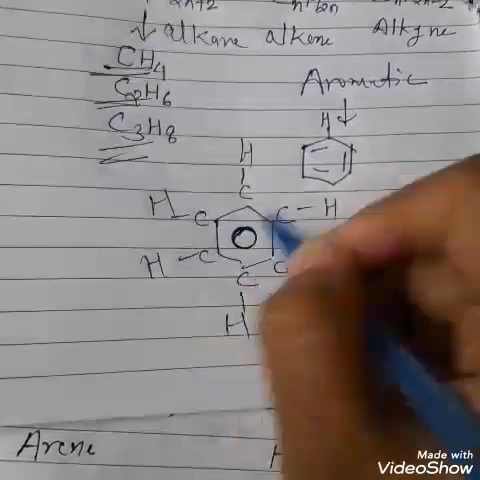 alkane alkene Alkyne
CH4
C2H6
C3H8
Aromatic
H
H
C
H C C H
H C C
C
H
Arene H
Made with
VideoShow